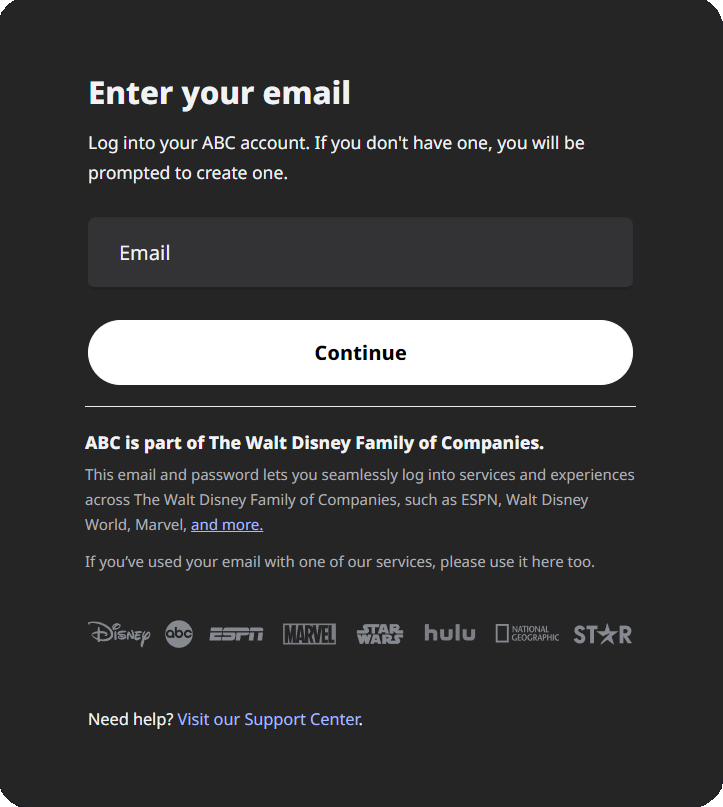 Enter your email
Log into your ABC account. If you don't have one, you will be
prompted to create one.
Email
Continue
ABC is part of The Walt Disney Family of Companies.
This email and password lets you seamlessly log into services and experiences
across The Walt Disney Family of Companies, such as ESPN, Walt Disney
World, Marvel, and more.
If you’ve used your email with one of our services, please use it here too.
Disney abc ESPN MARVEL STAR WARS hulu NATIONAL GEOGRAPHIC STAR
Need help? Visit our Support Center.